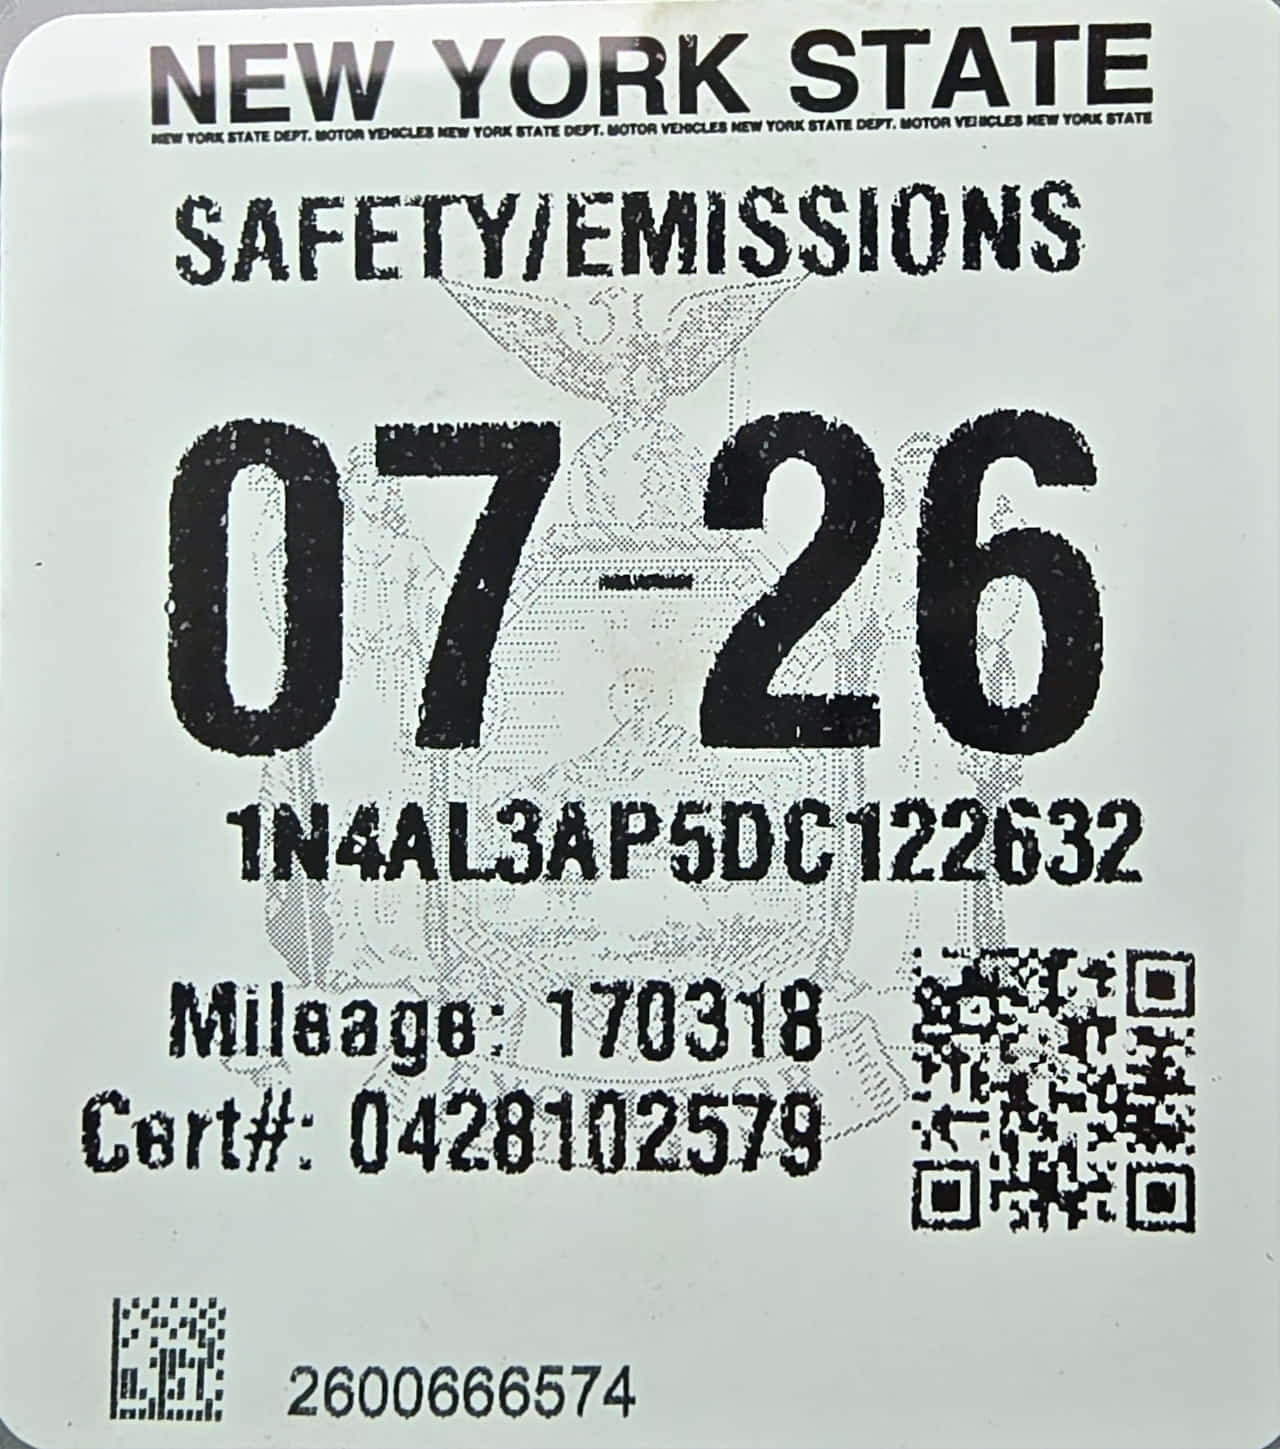 NEW YORK STATE
NEW YORK STATE DEPT. MOTOR VEHICLES NEW YORK STATE DEPT. MOTOR VEHICLES NEW YORK STATE DEPT. MOTOR VEHICLES NEW YORK STATE
SAFETY/EMISSIONS
07-26
1N4AL3AP5DC122632
Mileage: 170318
Cert#: 0428102579
2600666574